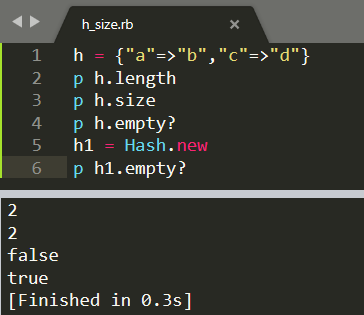 h_size.rb
1 h = {"a"=>"b","c"=>"d"}
2 p h.length
3 p h.size
4 p h.empty?
5 h1 = Hash.new
6 p h1.empty?
2
2
false
true
[Finished in 0.3s]